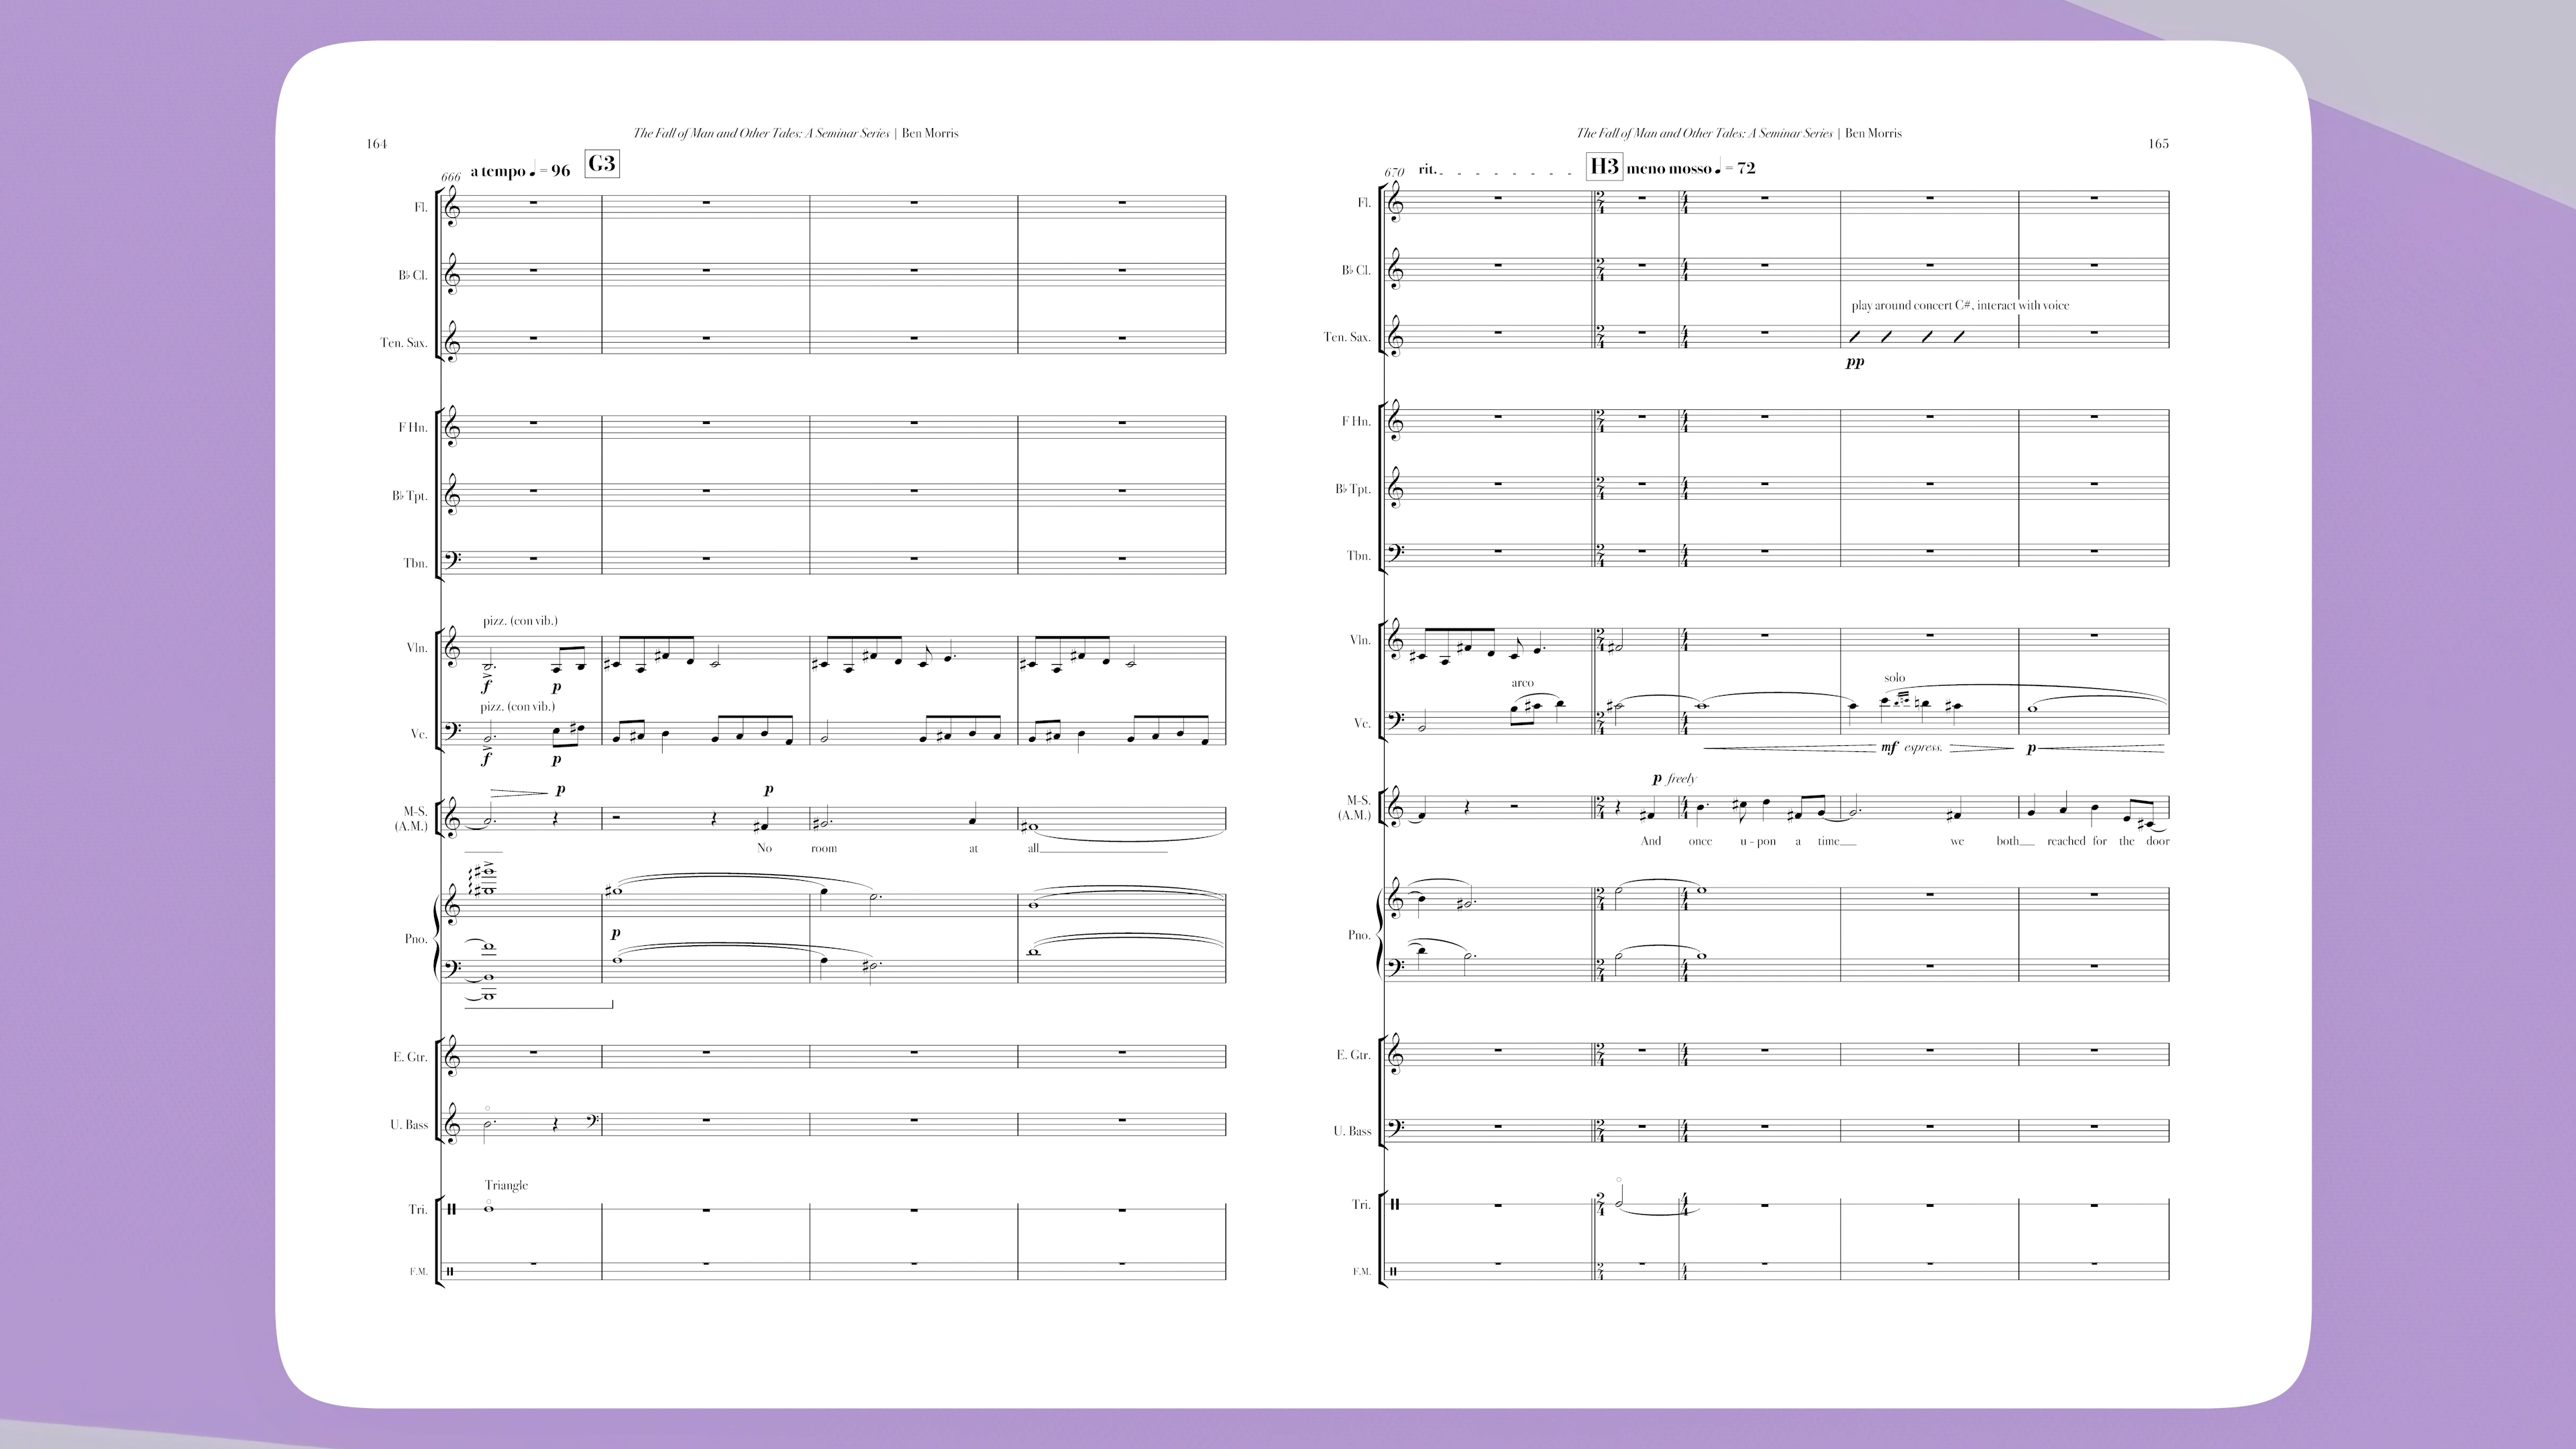 164
The Fall of Man and Other Tales: A Seminar Series | Ben Morris
666 a tempo ♩ = 96 G3
Fl.
B♭ Cl.
Ten. Sax.
F Hn.
B♭ Tpt.
Tbn.
pizz. (con vib.)
Vln.
f p
pizz. (con vib.)
Vc.
f p
p p
M-S.
(A.M.)
No room at all
Pno.
p
E. Gtr.
U. Bass
Triangle
Tri.
F.M.
The Fall of Man and Other Tales: A Seminar Series | Ben Morris
165
670 rit. H3 meno mosso ♩ = 72
Fl.
B♭ Cl.
play around concert C#, interact with voice
Ten. Sax.
pp
F Hn.
B♭ Tpt.
Tbn.
Vln.
arco solo
Vc.
mf espress. p
p freely
M-S.
(A.M.)
And once u - pon a time we both reached for the door
Pno.
E. Gtr.
U. Bass
Tri.
F.M.